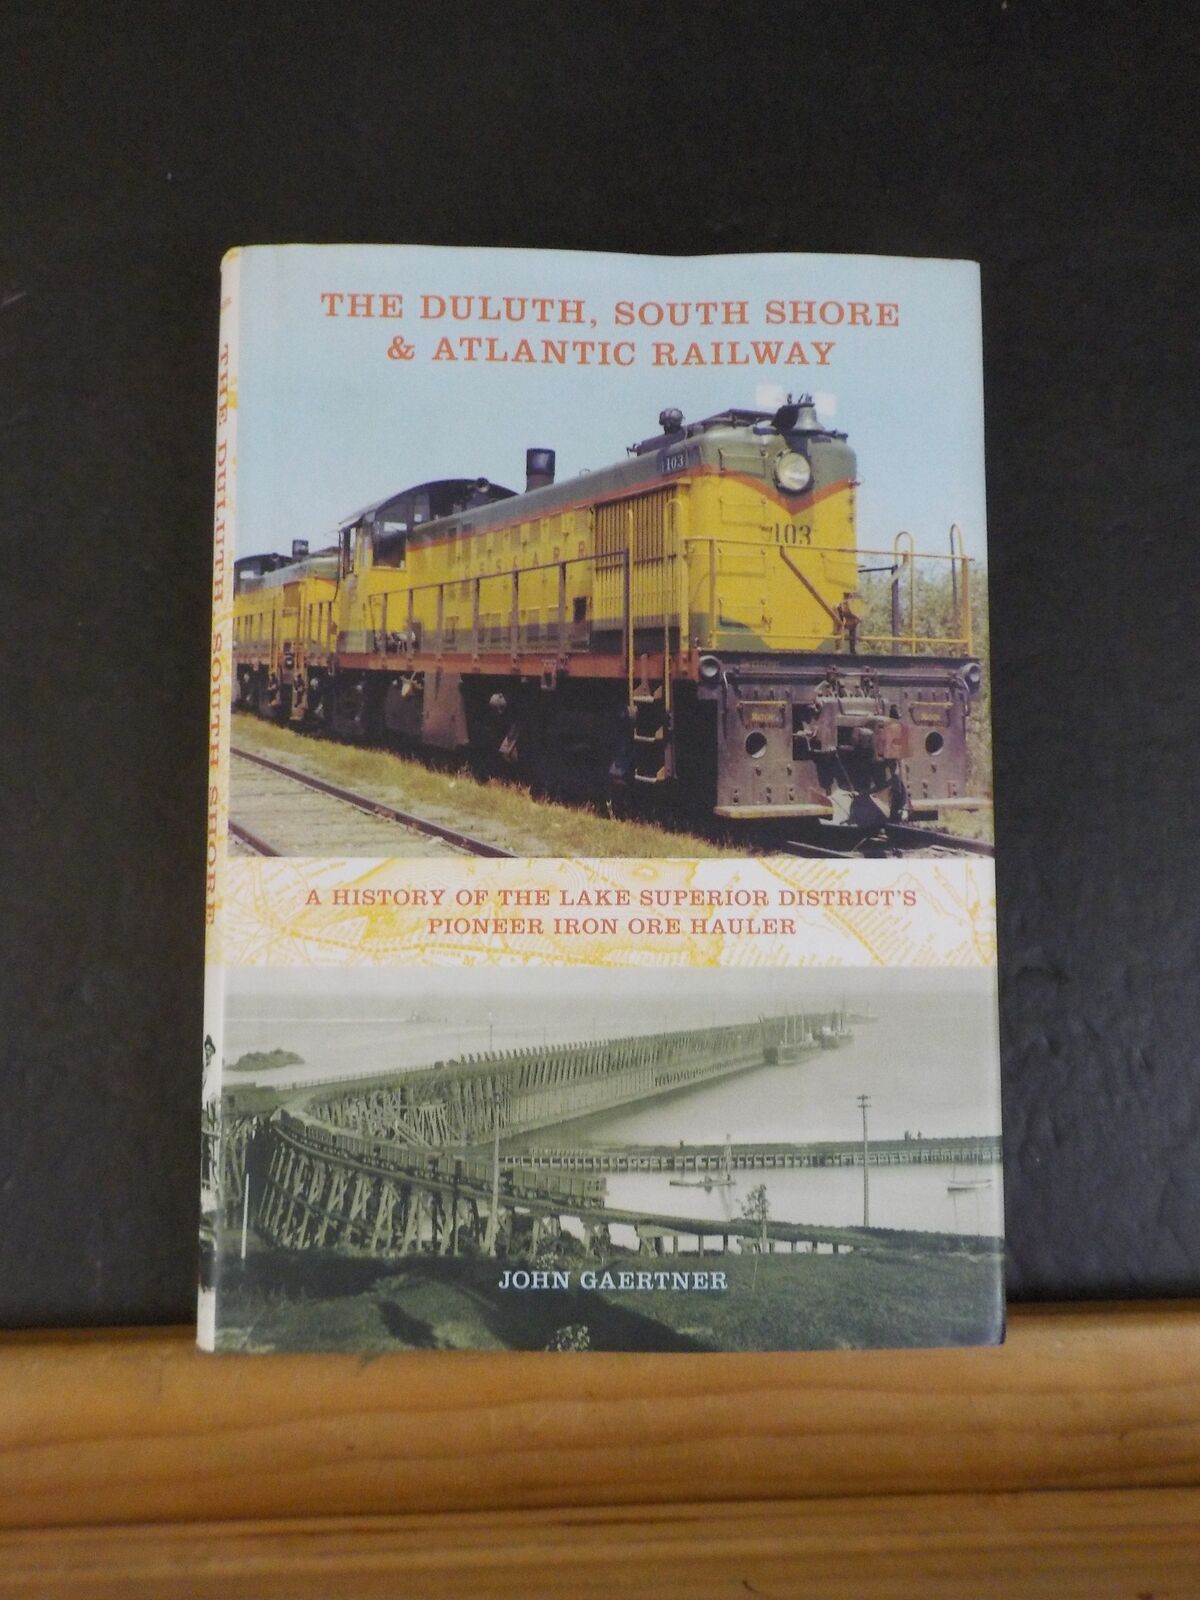 THE DULUTH, SOUTH SHORE
& ATLANTIC RAILWAY
103
103
A HISTORY OF THE LAKE SUPERIOR DISTRICT'S
PIONEER IRON ORE HAULER
JOHN GAERTNER
THE DULUTH SOUTH SHORE